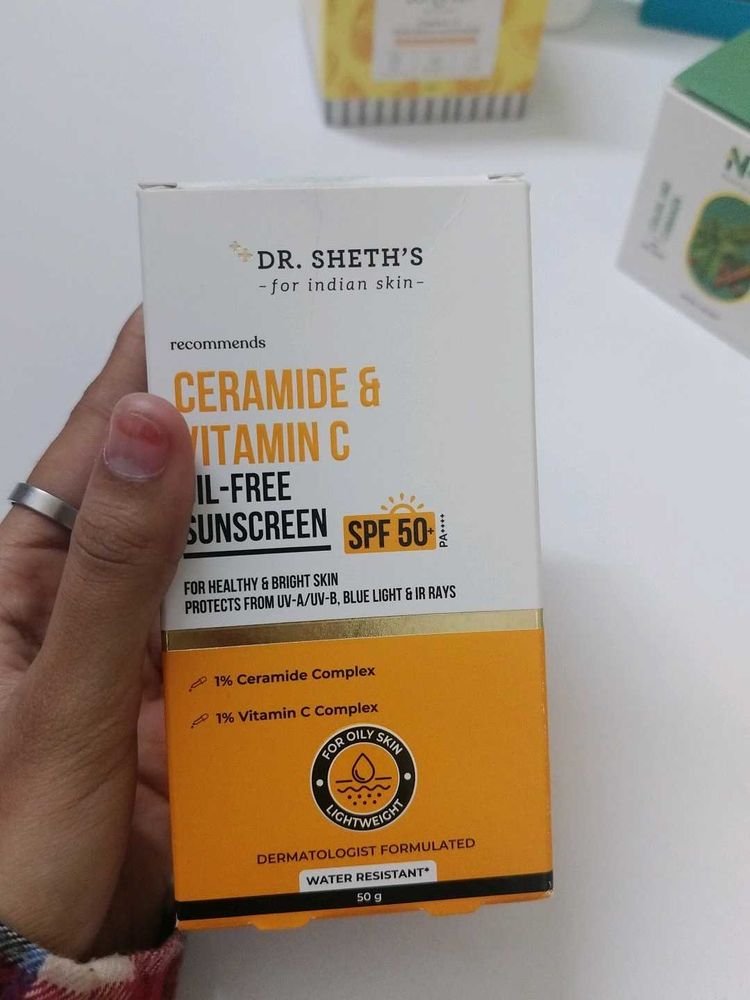 DR. SHETH'S
-for indian skin-
recommends
CERAMIDE &
VITAMIN C
OIL-FREE
SUNSCREEN
SPF 50+
PA++++
FOR HEALTHY & BRIGHT SKIN
PROTECTS FROM UV-A/UV-B, BLUE LIGHT & IR RAYS
1% Ceramide Complex
1% Vitamin C Complex
FOR OILY SKIN
LIGHTWEIGHT
DERMATOLOGIST FORMULATED
WATER RESISTANT*
50 g